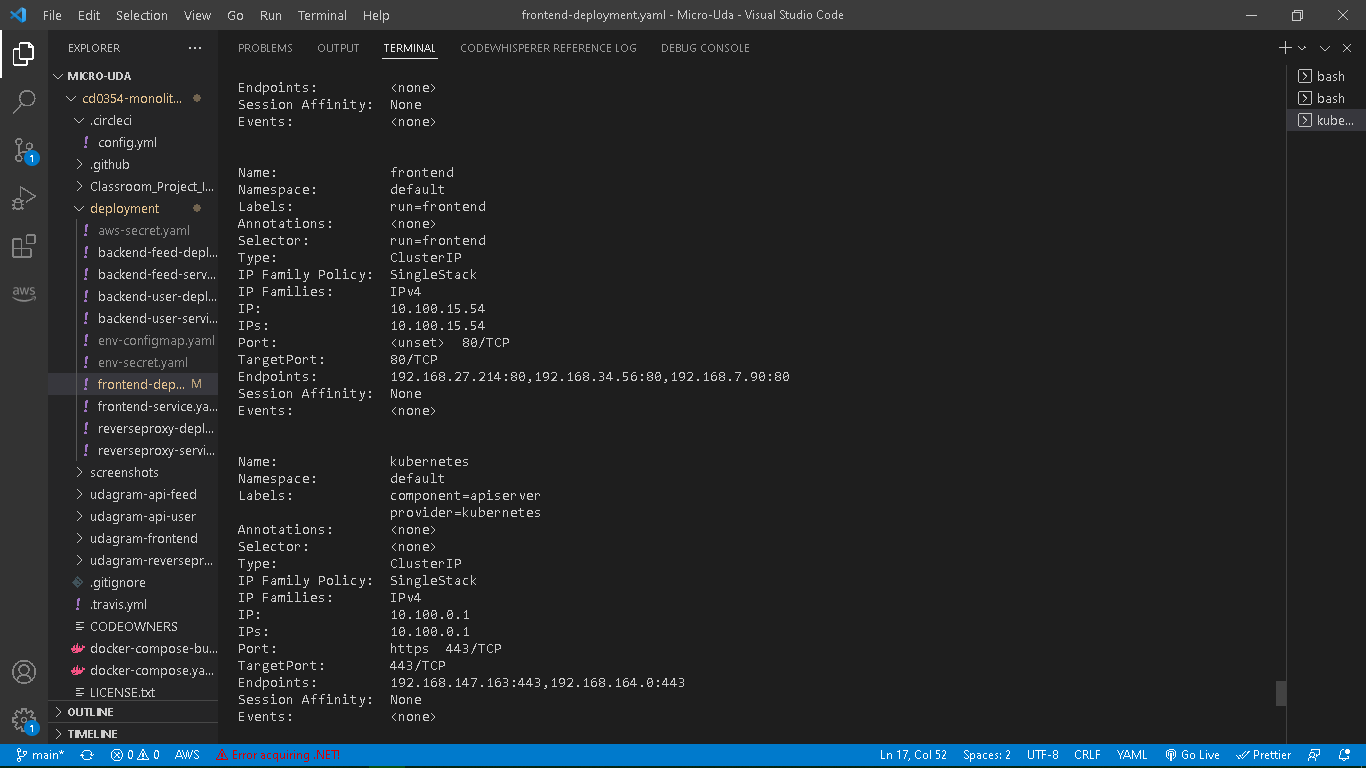 File Edit Selection View Go Run Terminal Help frontend-deployment.yaml - Micro-Uda - Visual Studio Code
EXPLORER ···
MICRO-UDA
cd0354-monolit...
.circleci
! config.yml
.github
Classroom_Project_I...
deployment
! aws-secret.yaml
! backend-feed-depl...
! backend-feed-serv...
! backend-user-depl...
! backend-user-servi...
! env-configmap.yaml
! env-secret.yaml
! frontend-dep... M
! frontend-service.ya...
! reverseproxy-depl...
! reverseproxy-servi...
screenshots
udagram-api-feed
udagram-api-user
udagram-frontend
udagram-reversepr...
.gitignore
! .travis.yml
CODEOWNERS
docker-compose-bu...
docker-compose.ya...
LICENSE.txt
OUTLINE
TIMELINE
1
aws
1
PROBLEMS OUTPUT TERMINAL CODEWHISPERER REFERENCE LOG DEBUG CONSOLE
Endpoints: <none>
Session Affinity: None
Events: <none>
Name: frontend
Namespace: default
Labels: run=frontend
Annotations: <none>
Selector: run=frontend
Type: ClusterIP
IP Family Policy: SingleStack
IP Families: IPv4
IP: 10.100.15.54
IPs: 10.100.15.54
Port: <unset> 80/TCP
TargetPort: 80/TCP
Endpoints: 192.168.27.214:80,192.168.34.56:80,192.168.7.90:80
Session Affinity: None
Events: <none>
Name: kubernetes
Namespace: default
Labels: component=apiserver
provider=kubernetes
Annotations: <none>
Selector: <none>
Type: ClusterIP
IP Family Policy: SingleStack
IP Families: IPv4
IP: 10.100.0.1
IPs: 10.100.0.1
Port: https 443/TCP
TargetPort: 443/TCP
Endpoints: 192.168.147.163:443,192.168.164.0:443
Session Affinity: None
Events: <none>
bash
bash
kube...
main* 0 0 AWS Error acquiring .NET! Ln 17, Col 52 Spaces: 2 UTF-8 CRLF YAML Go Live Prettier